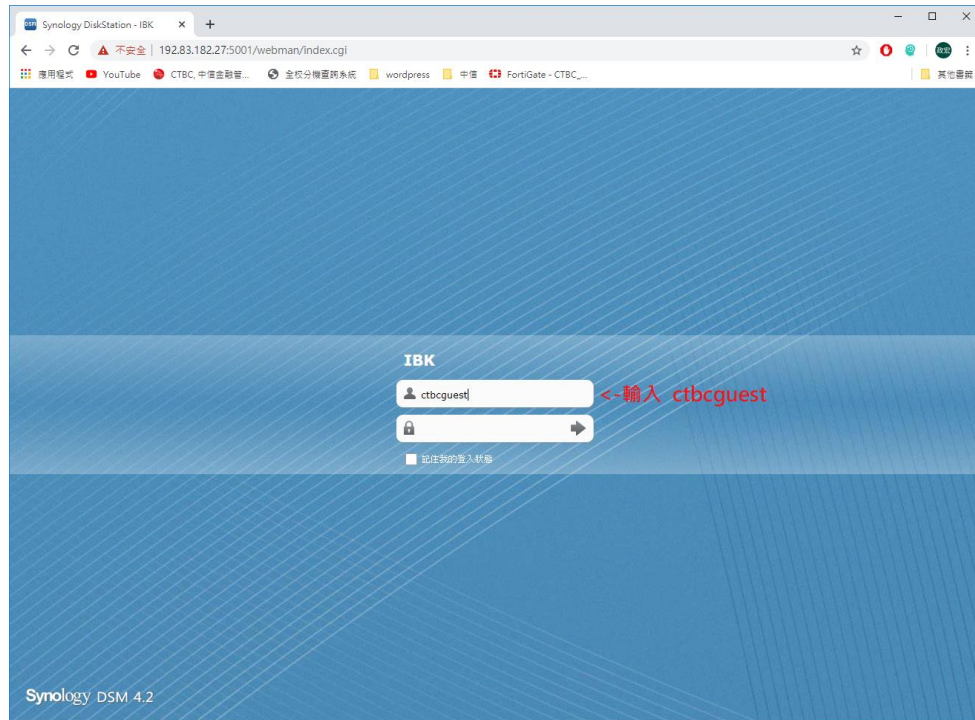 Synology DiskStation - IBK
不安全 | 192.83.182.27:5001/webman/index.cgi
應用程式 YouTube CTBC, 中信金融管... 全校分機查詢系統 wordpress 中信 FortiGate - CTBC_... 其他書籤
IBK
ctbcguest <-輸入 ctbcguest
記住我的登入狀態
Synology DSM 4.2